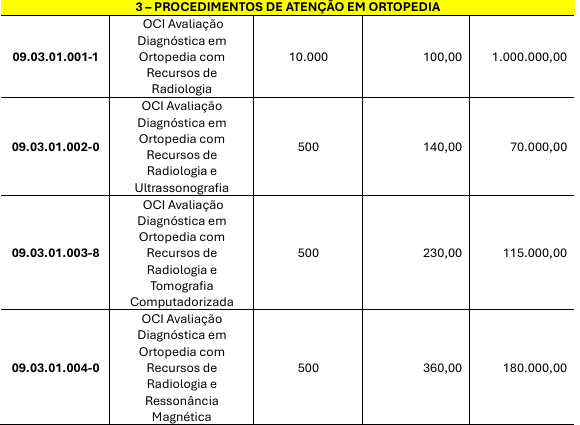 3 – PROCEDIMENTOS DE ATENÇÃO EM ORTOPEDIA
09.03.01.001-1
OCI Avaliação
Diagnóstica em
Ortopedia com
Recursos de
Radiologia
10.000
100,00
1.000.000,00
09.03.01.002-0
OCI Avaliação
Diagnóstica em
Ortopedia com
Recursos de
Radiologia e
Ultrassonografia
500
140,00
70.000,00
09.03.01.003-8
OCI Avaliação
Diagnóstica em
Ortopedia com
Recursos de
Radiologia e
Tomografia
Computadorizada
500
230,00
115.000,00
09.03.01.004-0
OCI Avaliação
Diagnóstica em
Ortopedia com
Recursos de
Radiologia e
Ressonância
Magnética
500
360,00
180.000,00